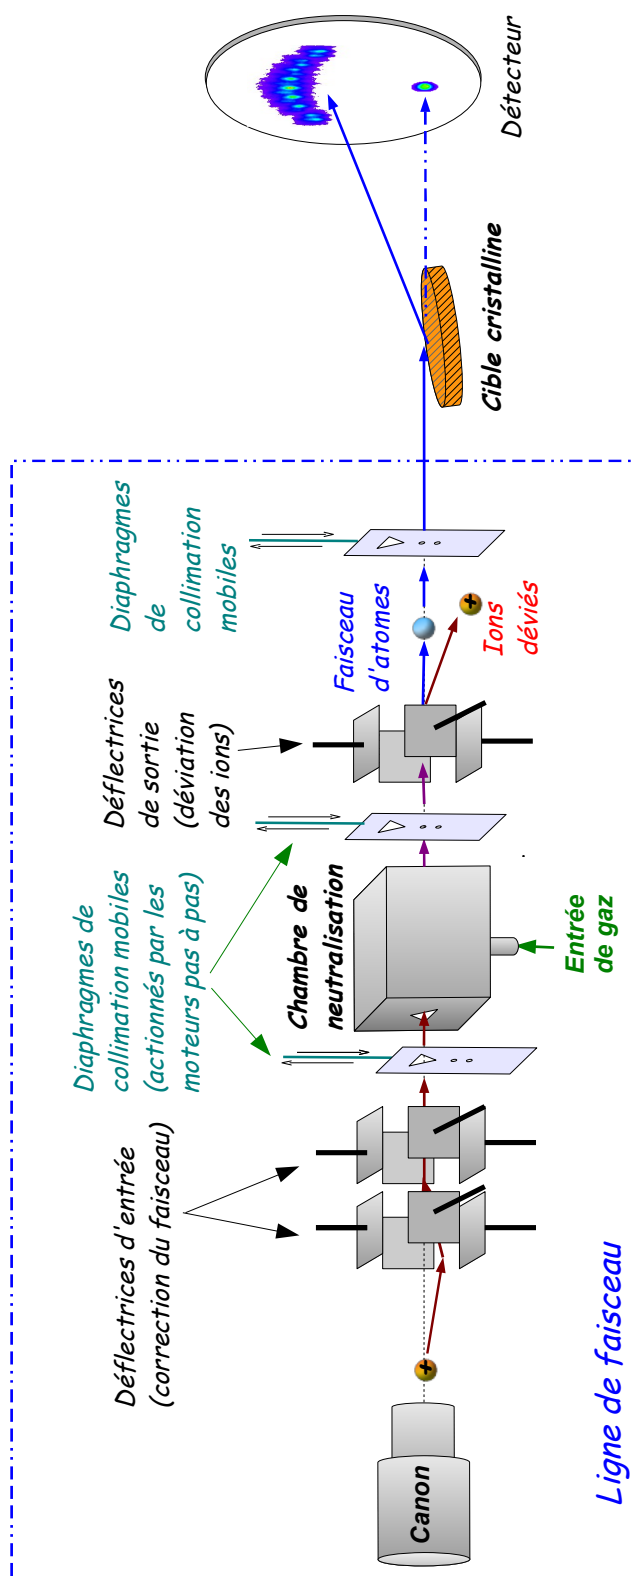 Canon
Déflectrices d'entrée
(correction du faisceau)
Diaphragmes de
collimation mobiles
(actionnés par les
moteurs pas à pas)
Chambre de
neutralisation
Entrée
de gaz
Déflectrices
de sortie
(déviation
des ions)
Faisceau
d'atomes
+
Ions
déviés
+
Diaphragmes
de
collimation
mobiles
Cible cristalline
Détecteur
Ligne de faisceau